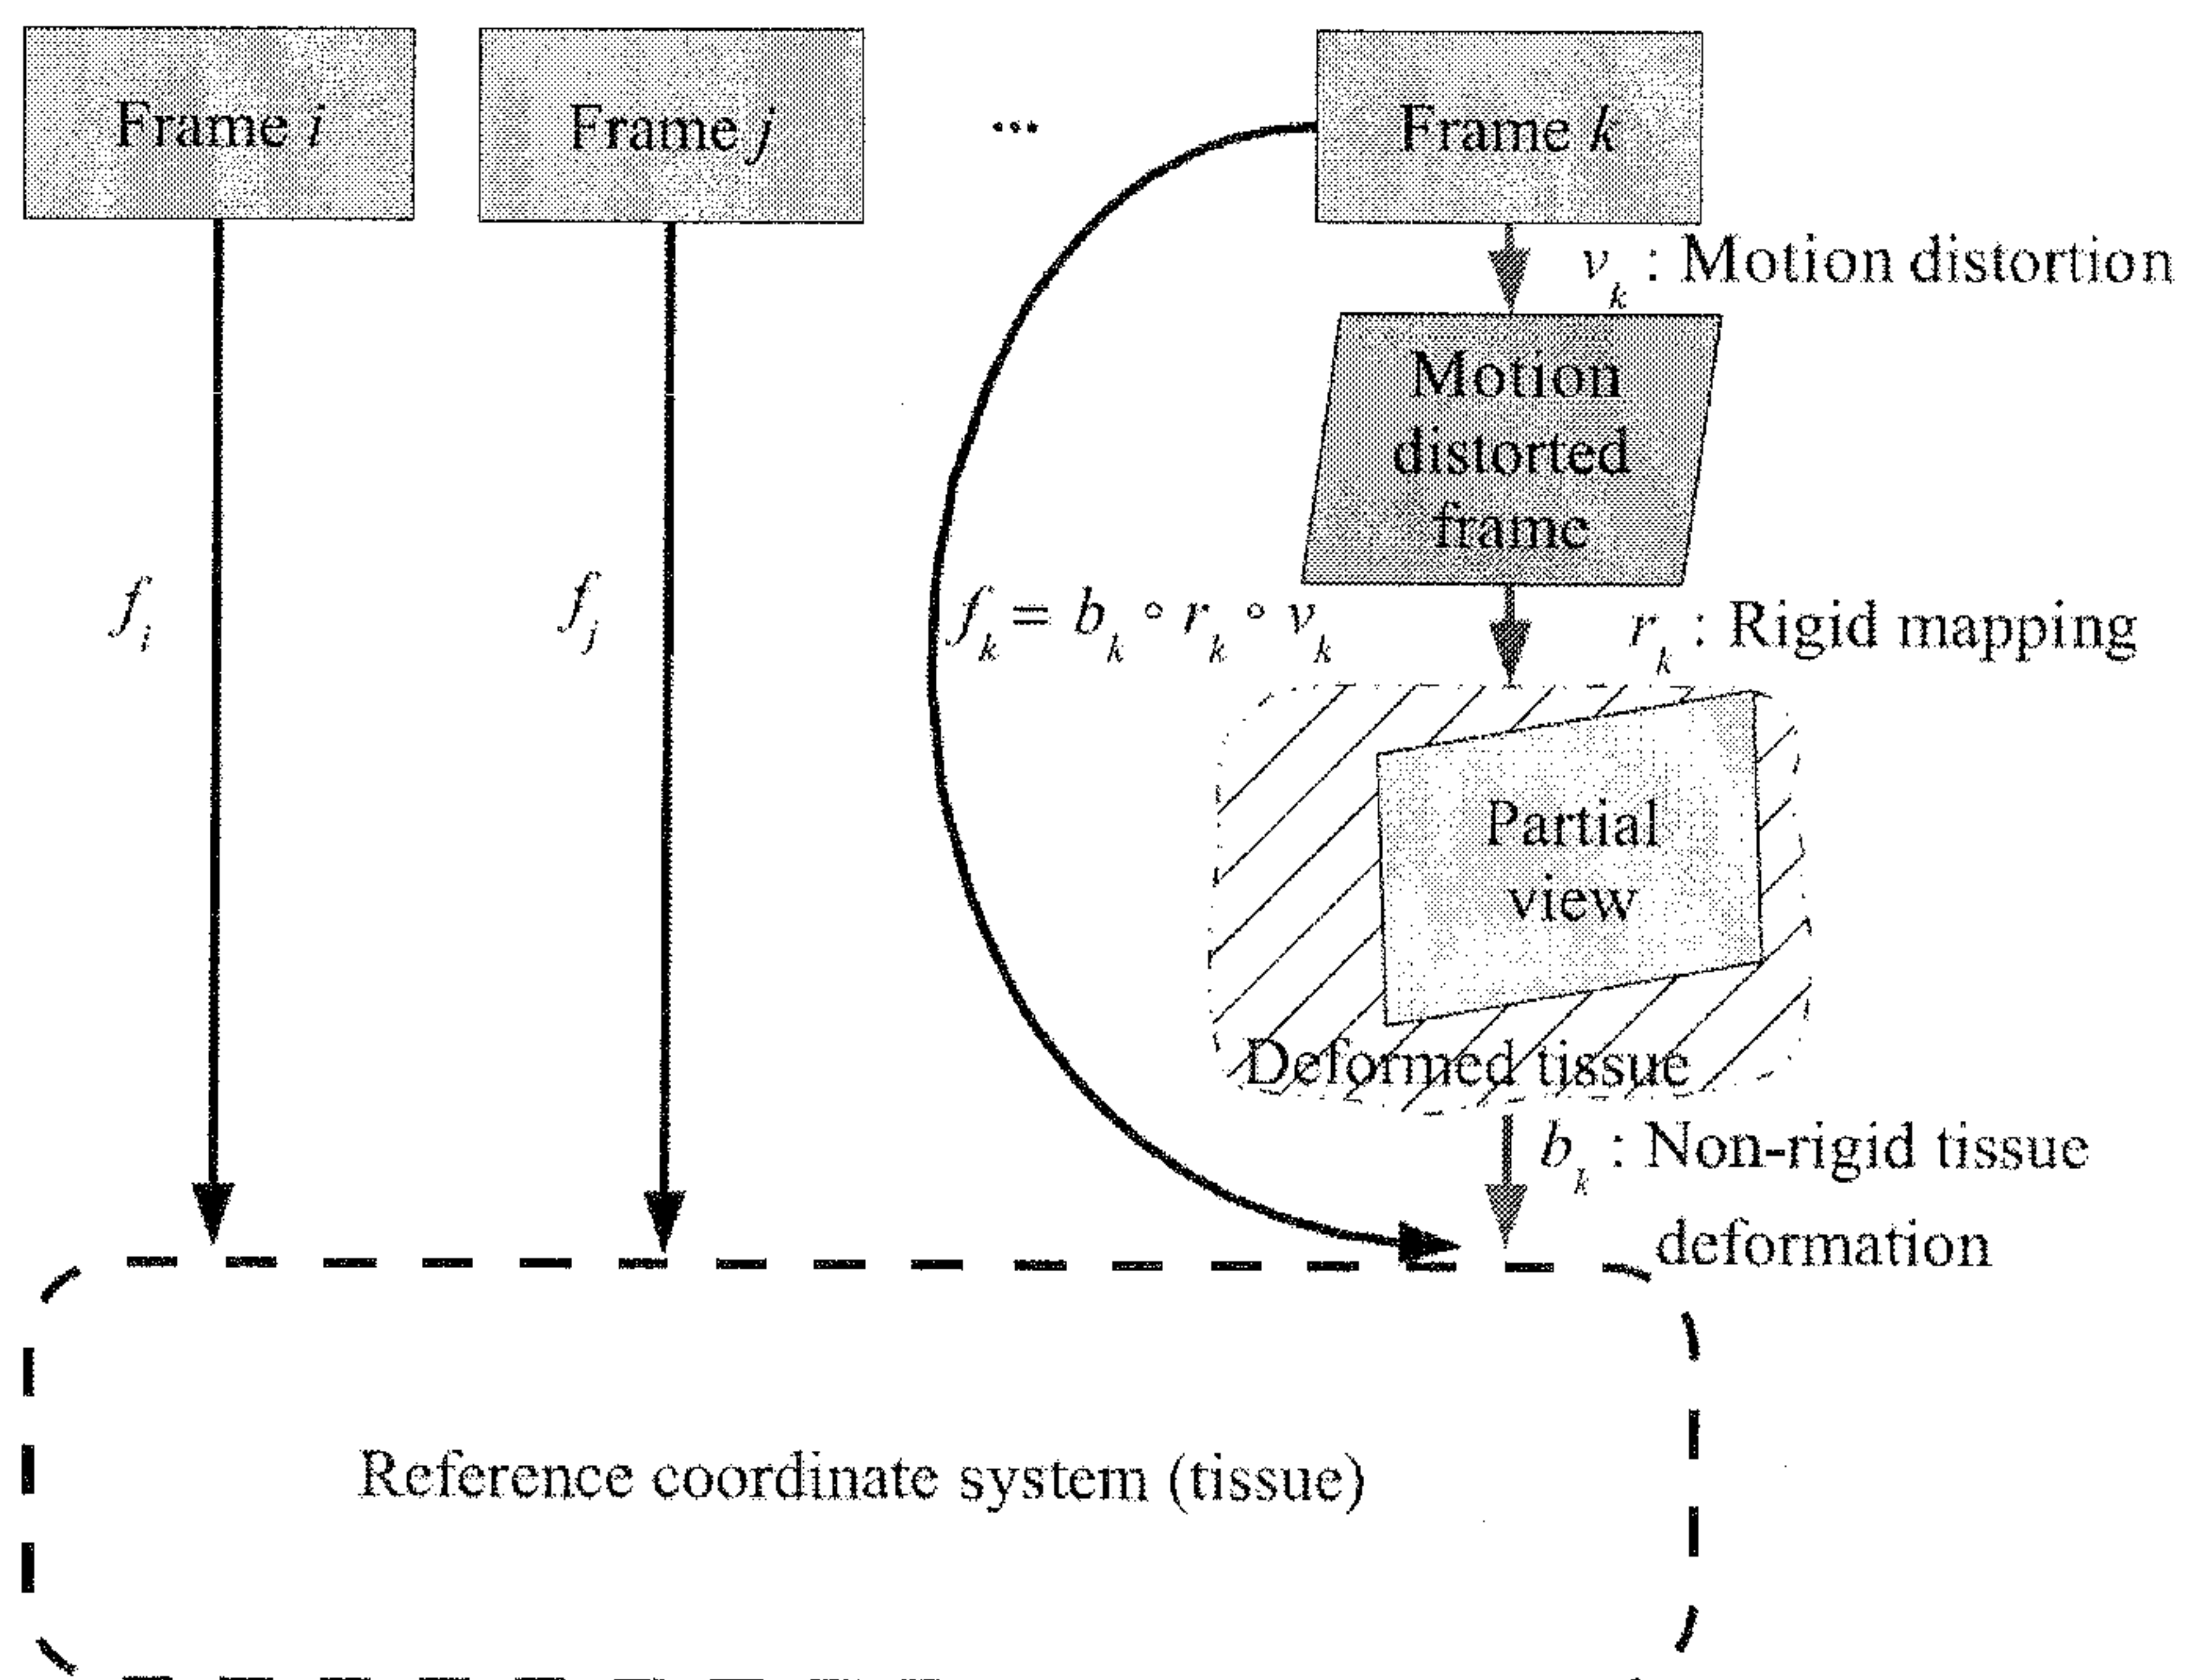 Frame i
Frame j
...
Frame k
v_k : Motion distortion
Motion
distorted
frame
f_i
f_j
f_k = b_k ∘ r_k ∘ v_k
r_k : Rigid mapping
Partial
view
Deformed tissue
b_k : Non-rigid tissue
deformation
Reference coordinate system (tissue)